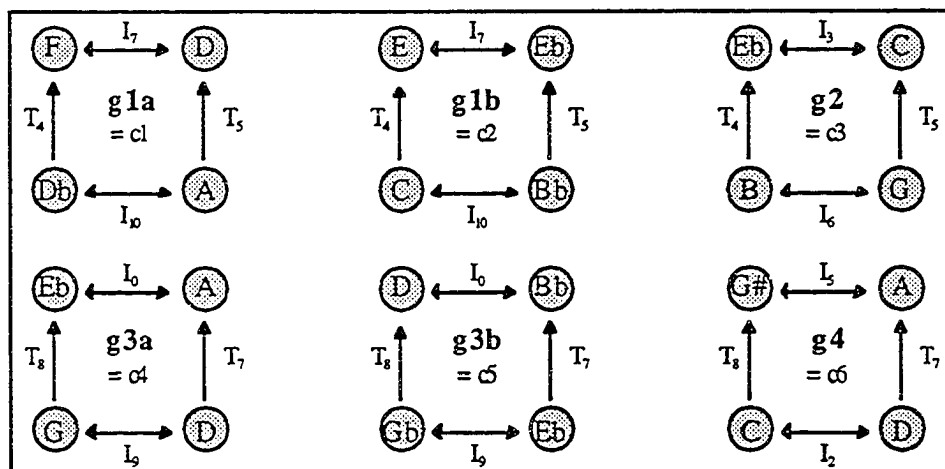 F I₇ D E I₇ Eb Eb I₃ C
T₄ g1a T₅ T₄ g1b T₅ T₄ g2 T₅
= c1 = c2 = c3
Db I₁₀ A C I₁₀ Bb B I₆ G
Eb I₀ A D I₀ Bb G# I₅ A
T₈ g3a T₇ T₈ g3b T₇ T₈ g4 T₇
= c4 = c5 = c6
G I₉ D Gb I₉ Eb C I₂ D